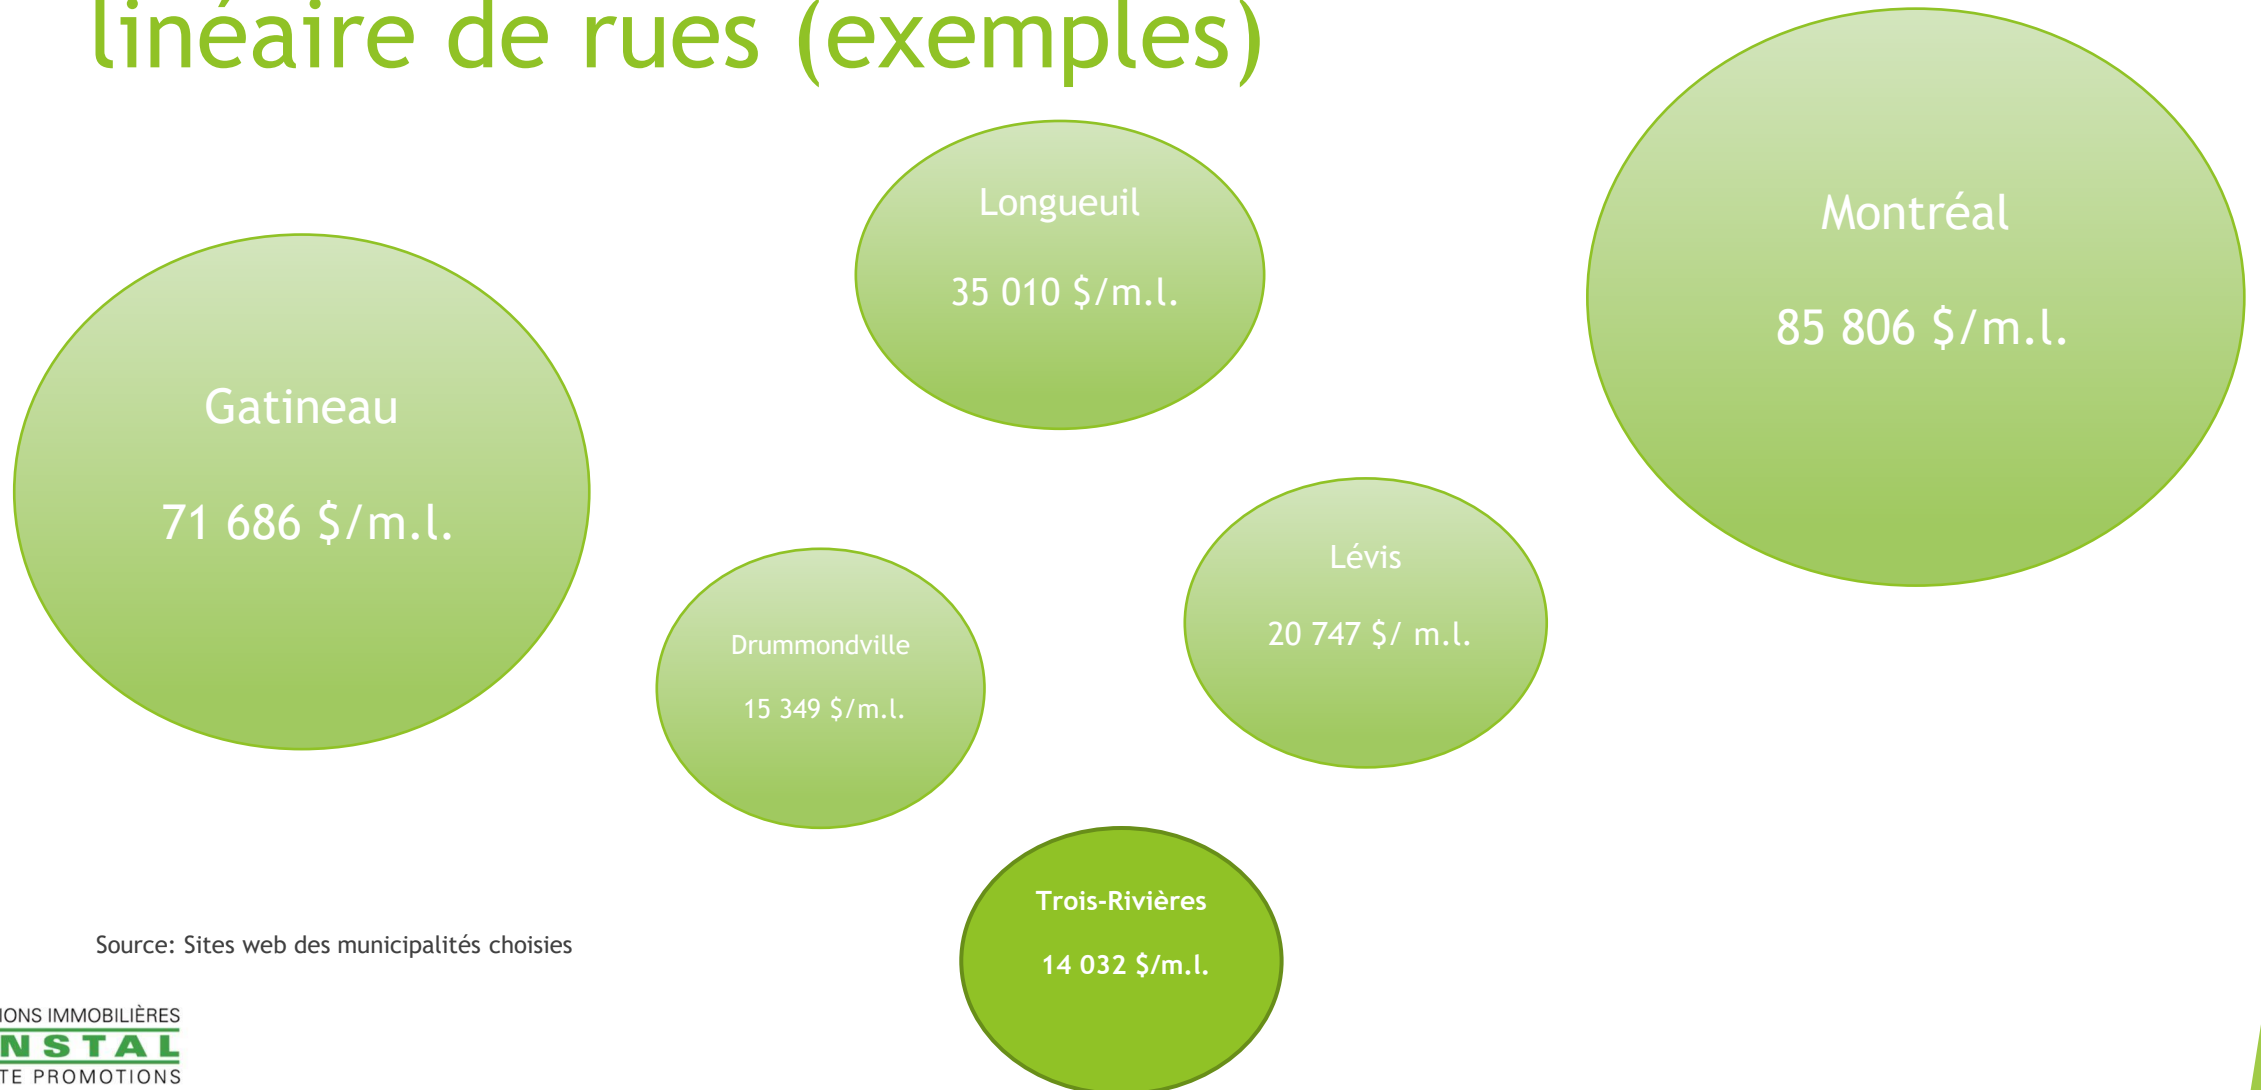 linéaire de rues (exemples)
Longueuil
35 010 $/m.l.
Montréal
85 806 $/m.l.
Gatineau
71 686 $/m.l.
Lévis
20 747 $/ m.l.
Drummondville
15 349 $/m.l.
Trois-Rivières
14 032 $/m.l.
Source: Sites web des municipalités choisies
IONS IMMOBILIÈRES
NSTAL
TE PROMOTIONS